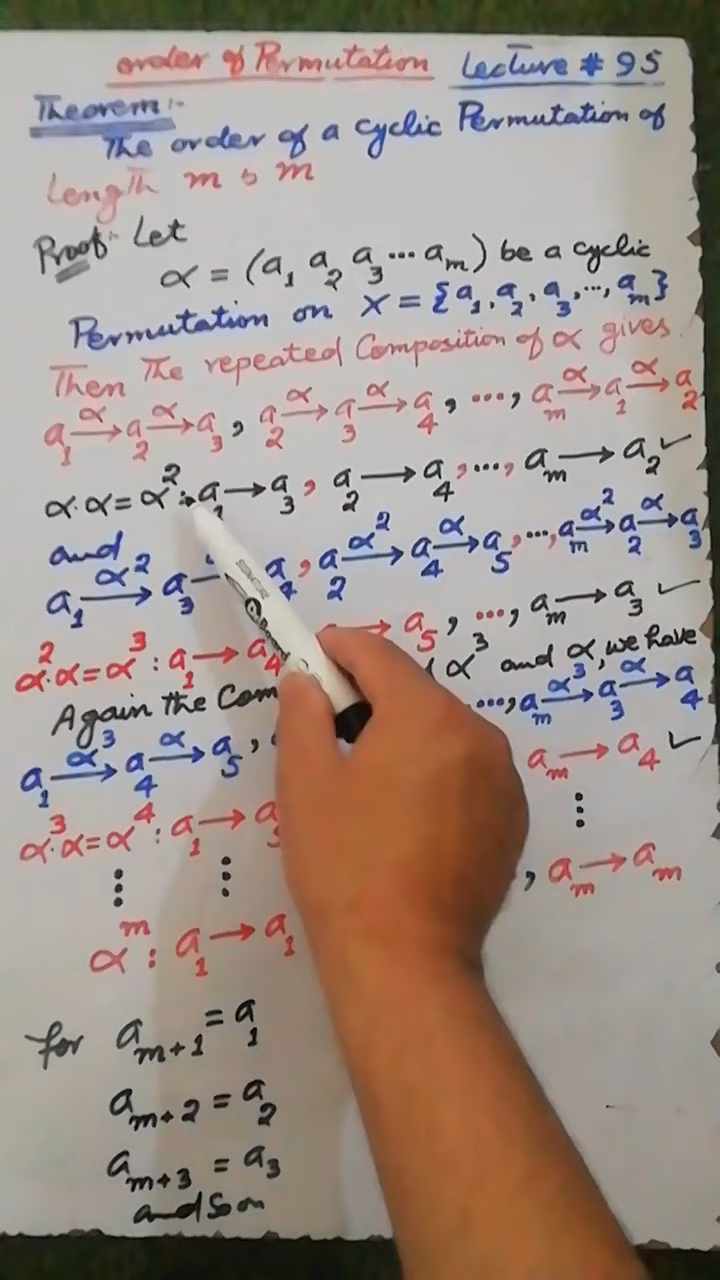 order of Permutation Lecture # 95
Theorem:-
The order of a cyclic Permutation of
Length m is m
Proof:- Let
α = (a₁ a₂ a₃ ... aₘ) be a cyclic
Permutation on X = {a₁, a₂, a₃, ..., aₘ}
Then The repeated Composition of α gives
a₁ —α→ a₂ —α→ a₃, a₂ —α→ a₃ —α→ a₄, ..., aₘ —α→ a₁ —α→ a₂
α·α = α² : a₁ → a₃, a₂ → a₄, ..., aₘ → a₂ ✓
and
a₁ —α²→ a₃ — a₄, a₂ —α²→ a₄ —α→ a₅, ..., aₘ —α²→ a₂ —α→ a₃
α²·α = α³ : a₁ → a₄ → a₅, ..., aₘ → a₃ ✓
Again the Com α³ and α, we have
a₁ —α³→ a₄ —α→ a₅, ..., aₘ —α³→ a₃ —α→ a₄
α³·α = α⁴ : a₁ → aₘ → a₄ ✓
⋮ ⋮ ⋮
αᵐ : a₁ → a₁ , aₘ → aₘ
for aₘ₊₁ = a₁
aₘ₊₂ = a₂
aₘ₊₃ = a₃
and so on